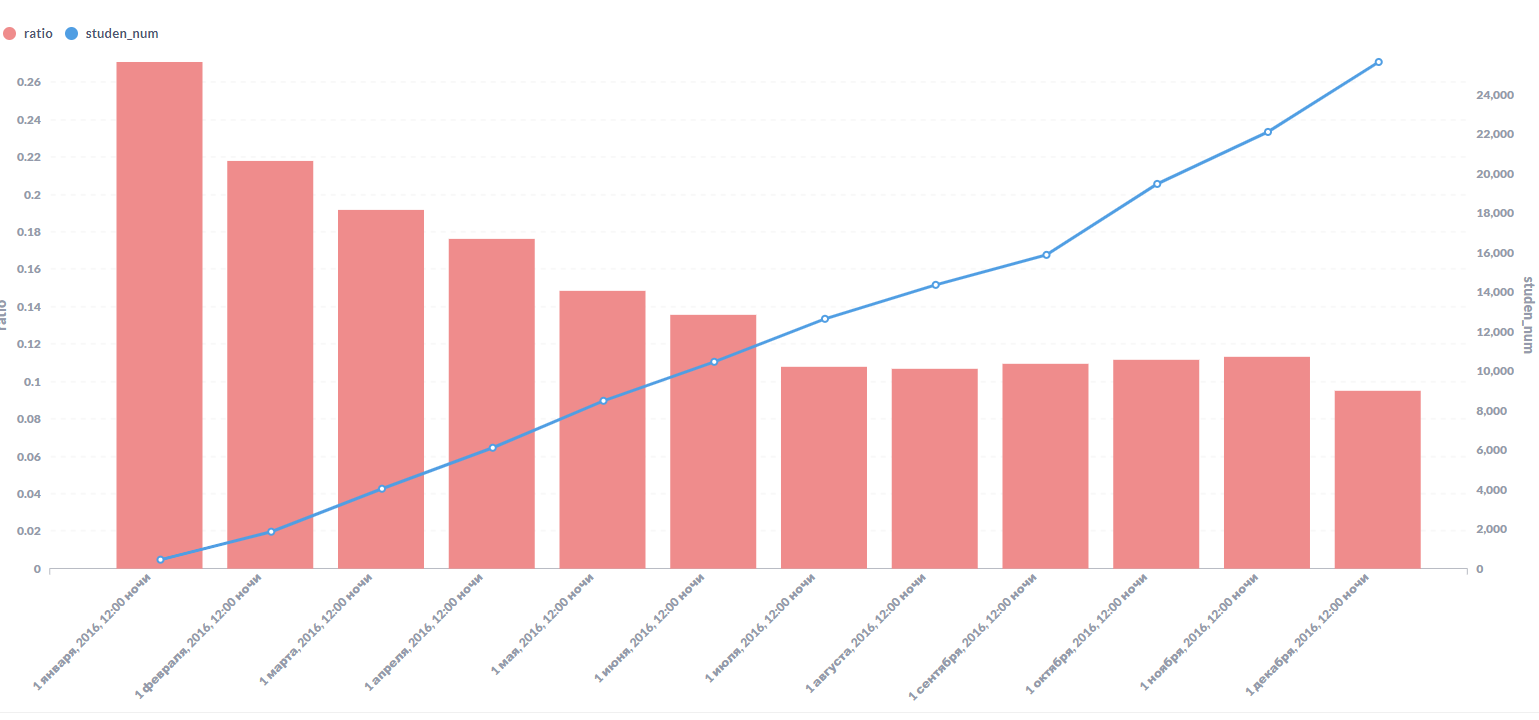 ratio studen_num
0.26
0.24
0.22
0.2
0.18
0.16
0.14
0.12
0.1
0.08
0.06
0.04
0.02
0
ratio
24,000
22,000
20,000
18,000
16,000
14,000
12,000
10,000
8,000
6,000
4,000
2,000
0
studen_num
1 января, 2016, 12:00 ночи
1 февраля, 2016, 12:00 ночи
1 марта, 2016, 12:00 ночи
1 апреля, 2016, 12:00 ночи
1 мая, 2016, 12:00 ночи
1 июня, 2016, 12:00 ночи
1 июля, 2016, 12:00 ночи
1 августа, 2016, 12:00 ночи
1 сентября, 2016, 12:00 ночи
1 октября, 2016, 12:00 ночи
1 ноября, 2016, 12:00 ночи
1 декабря, 2016, 12:00 ночи